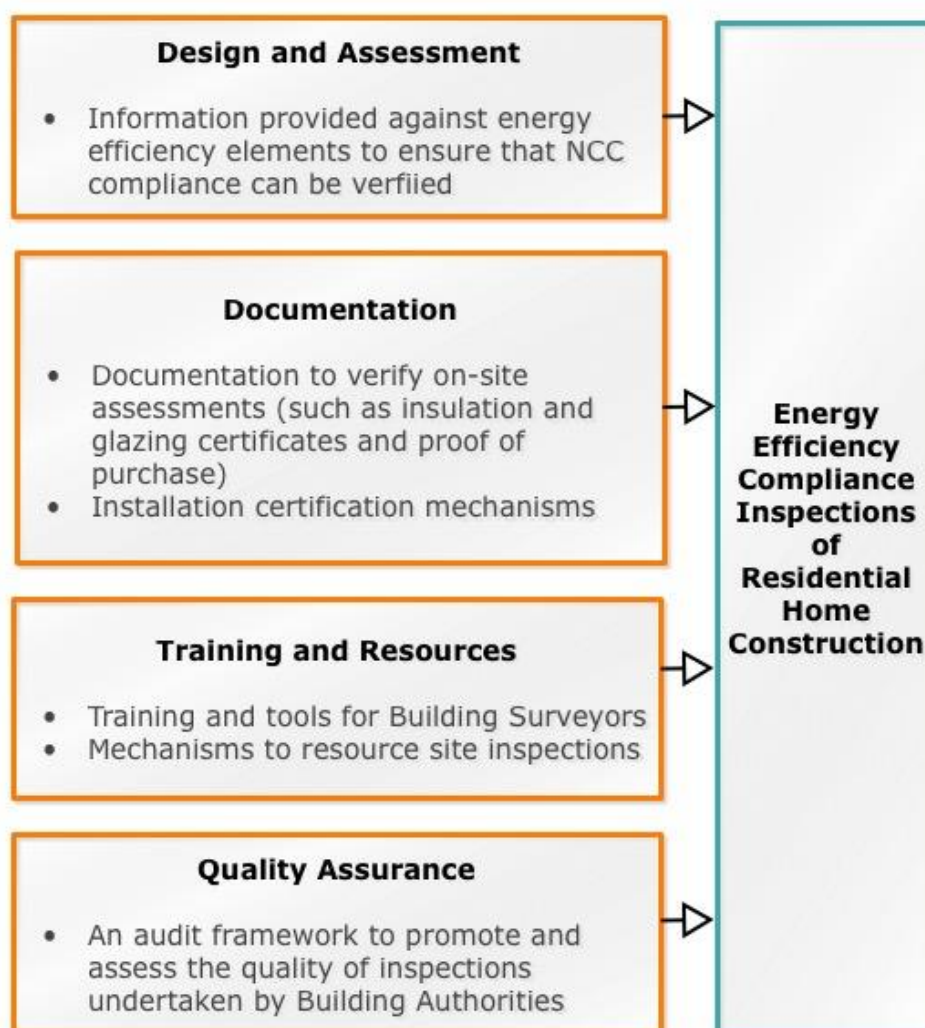 Design and Assessment
• Information provided against energy
efficiency elements to ensure that NCC
compliance can be verfiied
Documentation
• Documentation to verify on-site
assessments (such as insulation and
glazing certificates and proof of
purchase)
• Installation certification mechanisms
Training and Resources
• Training and tools for Building Surveyors
• Mechanisms to resource site inspections
Quality Assurance
• An audit framework to promote and
assess the quality of inspections
undertaken by Building Authorities
Energy
Efficiency
Compliance
Inspections
of
Residential
Home
Construction